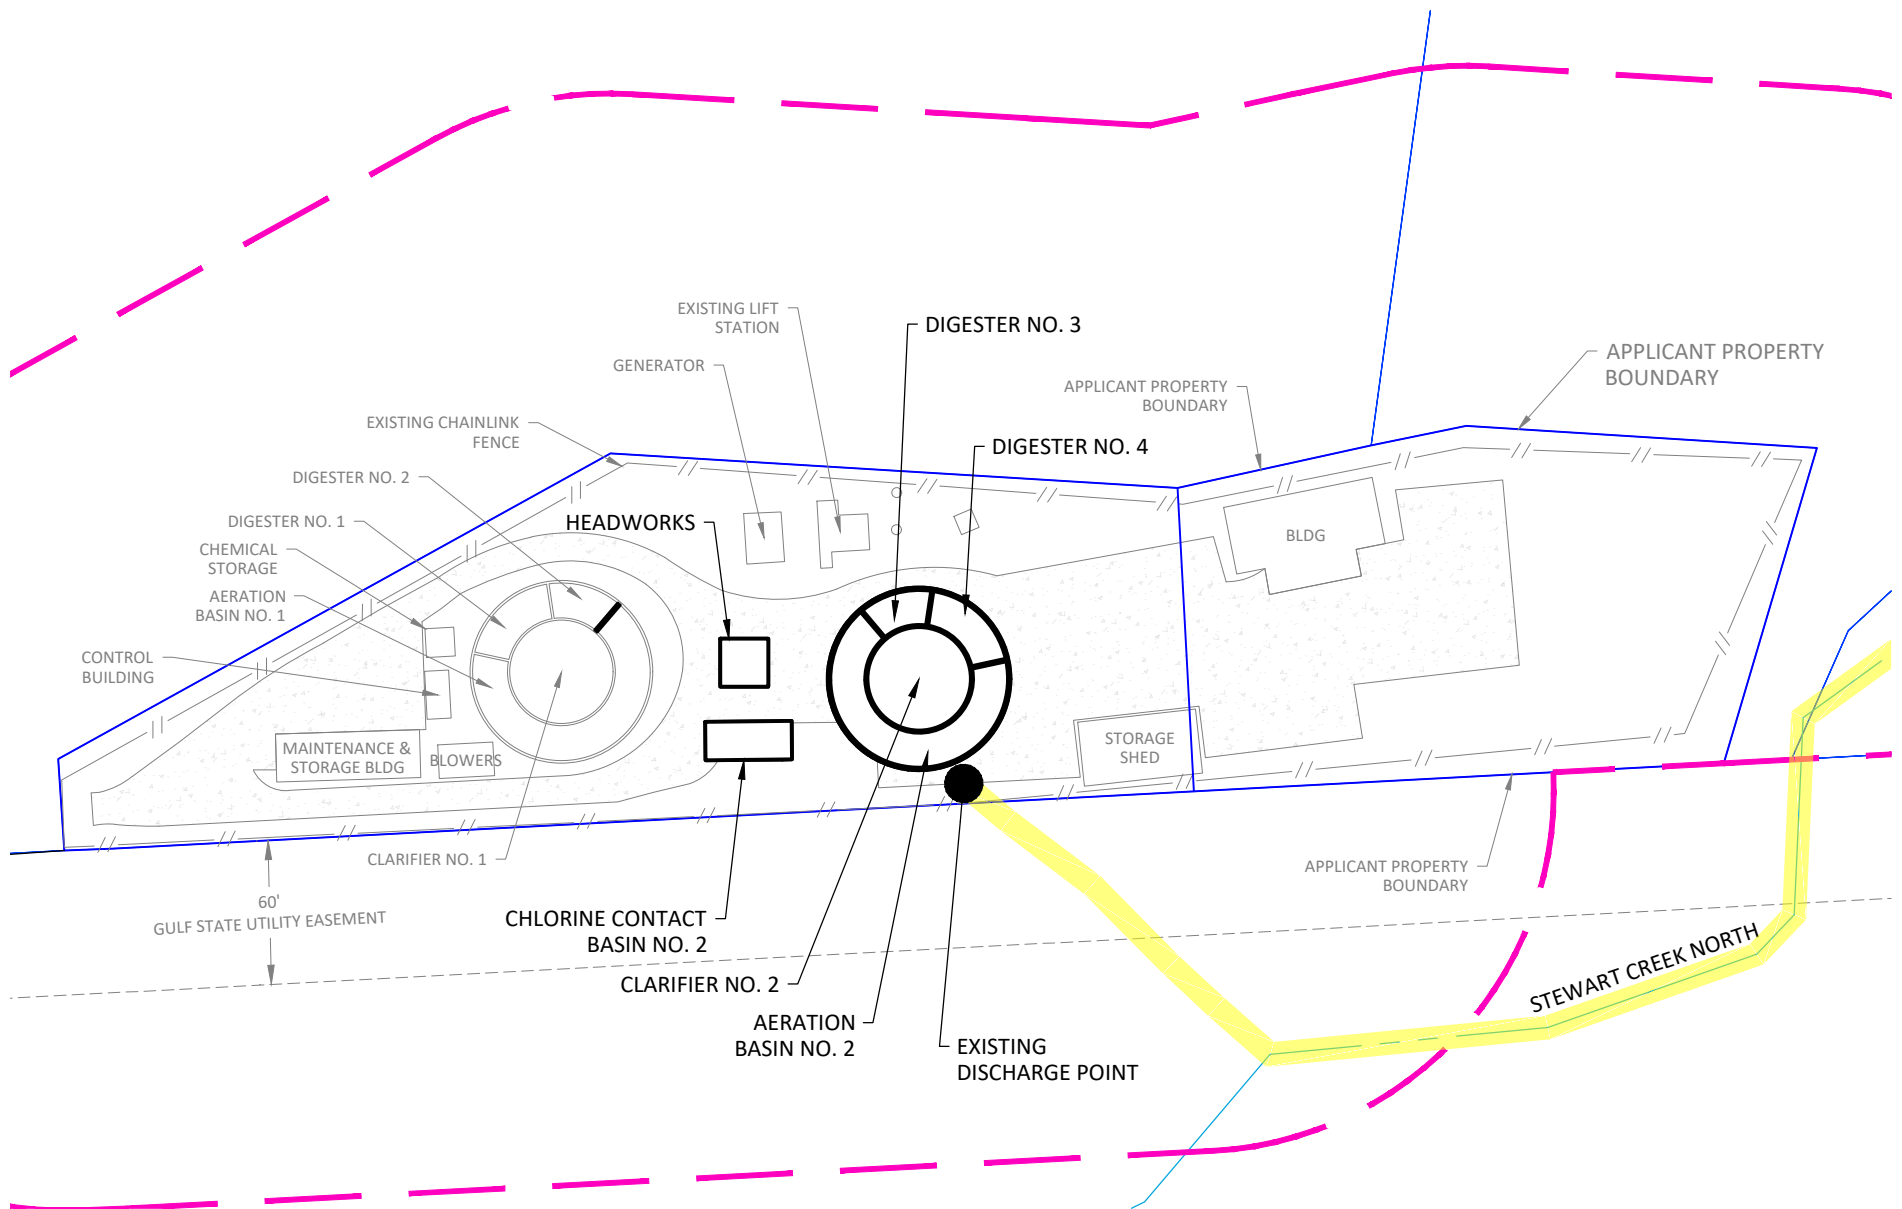 EXISTING LIFT
STATION
DIGESTER NO. 3
GENERATOR
APPLICANT PROPERTY
BOUNDARY
APPLICANT PROPERTY
BOUNDARY
EXISTING CHAINLINK
FENCE
DIGESTER NO. 4
DIGESTER NO. 2
DIGESTER NO. 1
HEADWORKS
BLDG
CHEMICAL
STORAGE
AERATION
BASIN NO. 1
CONTROL
BUILDING
MAINTENANCE &
STORAGE BLDG
BLOWERS
STORAGE
SHED
CLARIFIER NO. 1
APPLICANT PROPERTY
BOUNDARY
60'
GULF STATE UTILITY EASEMENT
CHLORINE CONTACT
BASIN NO. 2
CLARIFIER NO. 2
AERATION
BASIN NO. 2
EXISTING
DISCHARGE POINT
STEWART CREEK NORTH